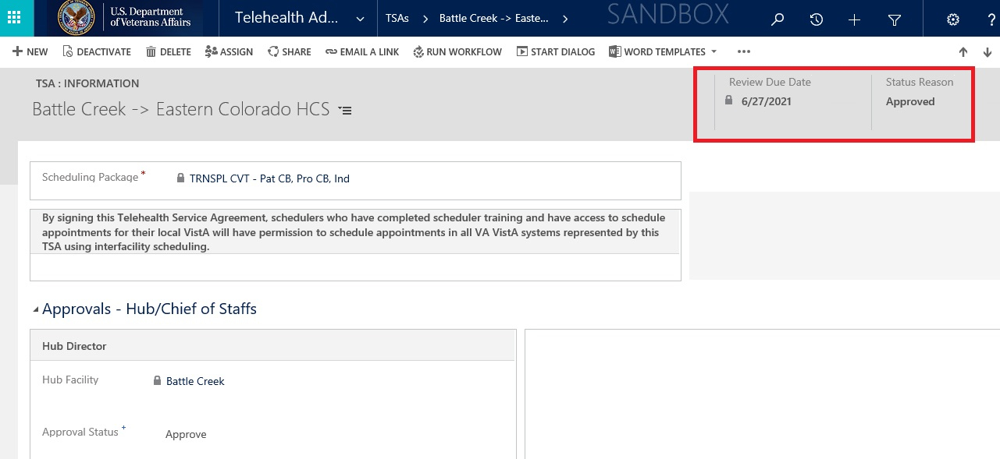 U.S. Department
of Veterans Affairs
Telehealth Ad...
TSAs
Battle Creek -> Easte...
SANDBOX
?
NEW
DEACTIVATE
DELETE
ASSIGN
SHARE
EMAIL A LINK
RUN WORKFLOW
START DIALOG
WORD TEMPLATES
...
TSA : INFORMATION
Battle Creek -> Eastern Colorado HCS
Review Due Date
6/27/2021
Status Reason
Approved
Scheduling Package *
TRNSPL CVT - Pat CB, Pro CB, Ind
By signing this Telehealth Service Agreement, schedulers who have completed scheduler training and have access to schedule
appointments for their local VistA will have permission to schedule appointments in all VA VistA systems represented by this
TSA using interfacility scheduling.
Approvals - Hub/Chief of Staffs
Hub Director
Hub Facility
Battle Creek
Approval Status +
Approve